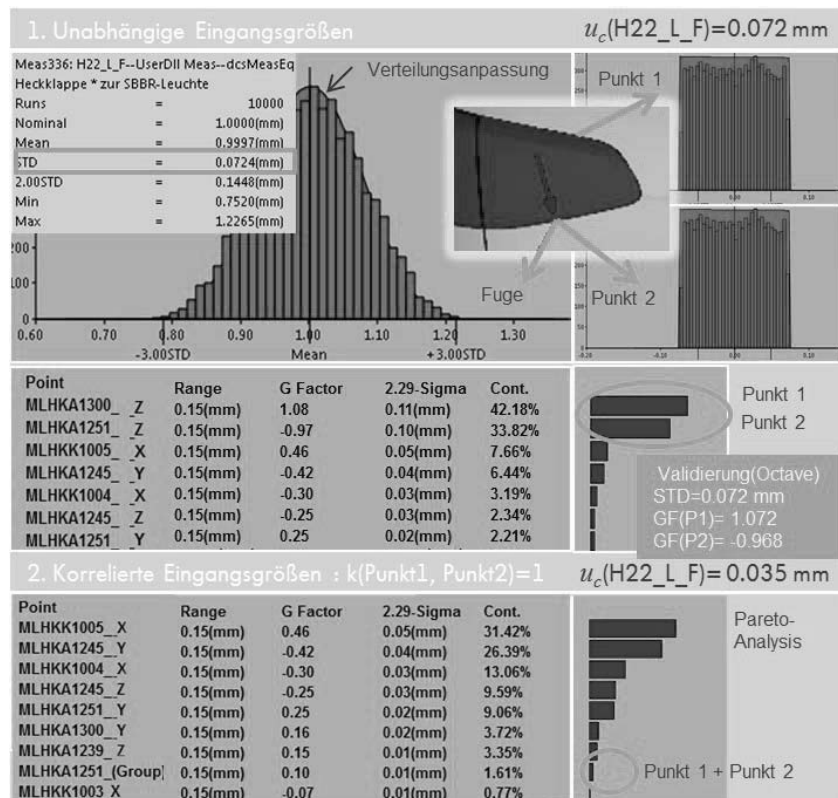 1. Unabhängige Eingangsgrößen
u_c(H22_L_F)=0.072 mm
Meas336: H22_L_F--UserDll Meas--dcsMeasEq
Heckklappe * zur SBBR-Leuchte
Runs = 10000
Nominal = 1.0000(mm)
Mean = 0.9997(mm)
STD = 0.0724(mm)
2.00STD = 0.1448(mm)
Min = 0.7520(mm)
Max = 1.2265(mm)
Verteilungsanpassung
Punkt 1
Fuge
Punkt 2
0.60 0.70 0.80 0.90 1.00 1.10 1.20 1.30
-3.00STD Mean +3.00STD
Point Range G Factor 2.29-Sigma Cont.
MLHKA1300_ _Z 0.15(mm) 1.08 0.11(mm) 42.18%
MLHKA1251_ _Z 0.15(mm) -0.97 0.10(mm) 33.82%
MLHKK1005_ _X 0.15(mm) 0.46 0.05(mm) 7.66%
MLHKA1245_ _Y 0.15(mm) -0.42 0.04(mm) 6.44%
MLHKK1004_ _X 0.15(mm) -0.30 0.03(mm) 3.19%
MLHKA1245_ _Z 0.15(mm) -0.25 0.03(mm) 2.34%
MLHKA1251_ _Y 0.15(mm) 0.25 0.02(mm) 2.21%
Punkt 1
Punkt 2
Validierung(Octave)
STD=0.072 mm
GF(P1)= 1.072
GF(P2)= -0.968
2. Korrelierte Eingangsgrößen : k(Punkt1, Punkt2)=1
u_c(H22_L_F)= 0.035 mm
Point Range G Factor 2.29-Sigma Cont.
MLHKK1005__X 0.15(mm) 0.46 0.05(mm) 31.42%
MLHKA1245__Y 0.15(mm) -0.42 0.04(mm) 26.39%
MLHKK1004__X 0.15(mm) -0.30 0.03(mm) 13.06%
MLHKA1245__Z 0.15(mm) -0.25 0.03(mm) 9.59%
MLHKA1251__Y 0.15(mm) 0.25 0.02(mm) 9.06%
MLHKA1300__Y 0.15(mm) 0.16 0.02(mm) 3.72%
MLHKA1239_ Z 0.15(mm) 0.15 0.01(mm) 3.35%
MLHKA1251_(Group) 0.15(mm) 0.10 0.01(mm) 1.61%
MLHKK1003 X 0.15(mm) -0.07 0.01(mm) 0.77%
Pareto-
Analysis
Punkt 1 + Punkt 2